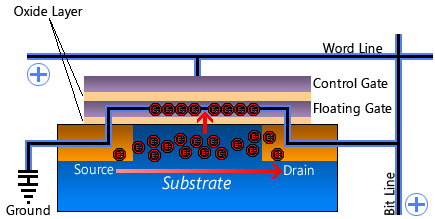 Oxide Layer
Word Line
Control Gate
Floating Gate
Source
Drain
Substrate
Ground
Bit Line